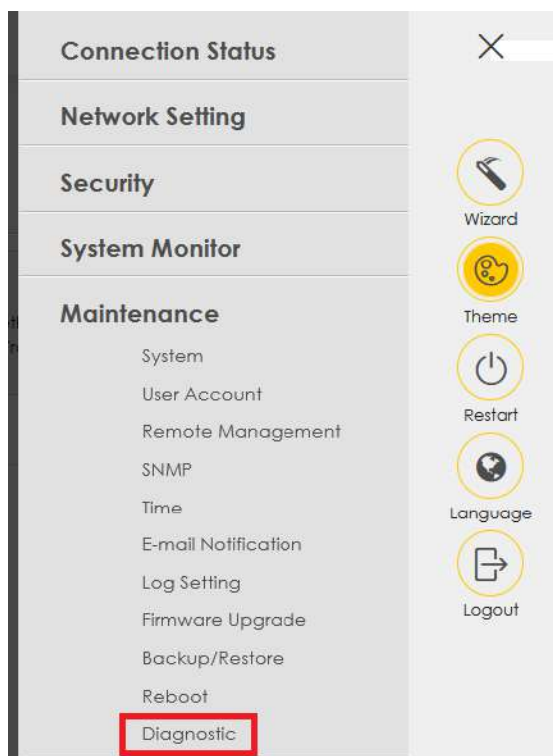 Connection Status
Network Setting
Security
System Monitor
Maintenance
System
User Account
Remote Management
SNMP
Time
E-mail Notification
Log Setting
Firmware Upgrade
Backup/Restore
Reboot
Diagnostic
Wizard
Theme
Restart
Language
Logout